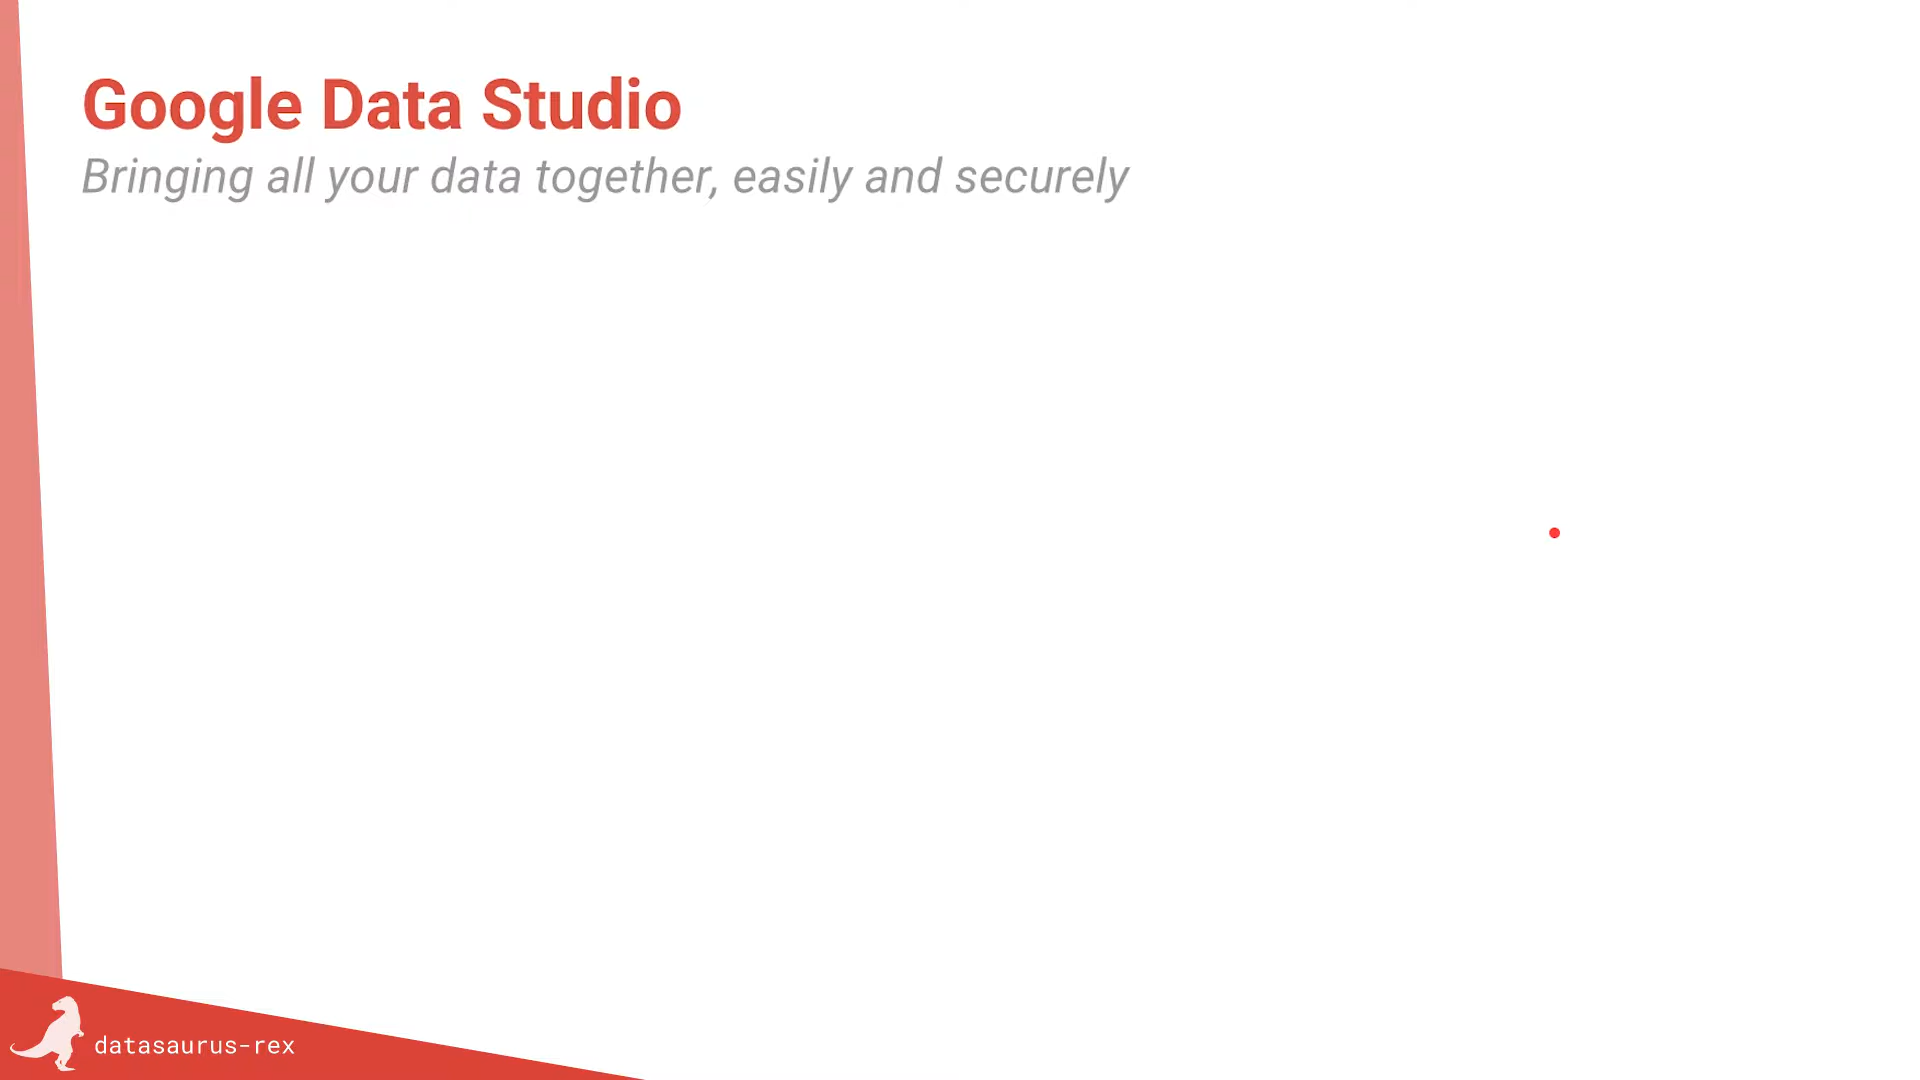 Google Data Studio
Bringing all your data together, easily and securely
datasaurus-rex